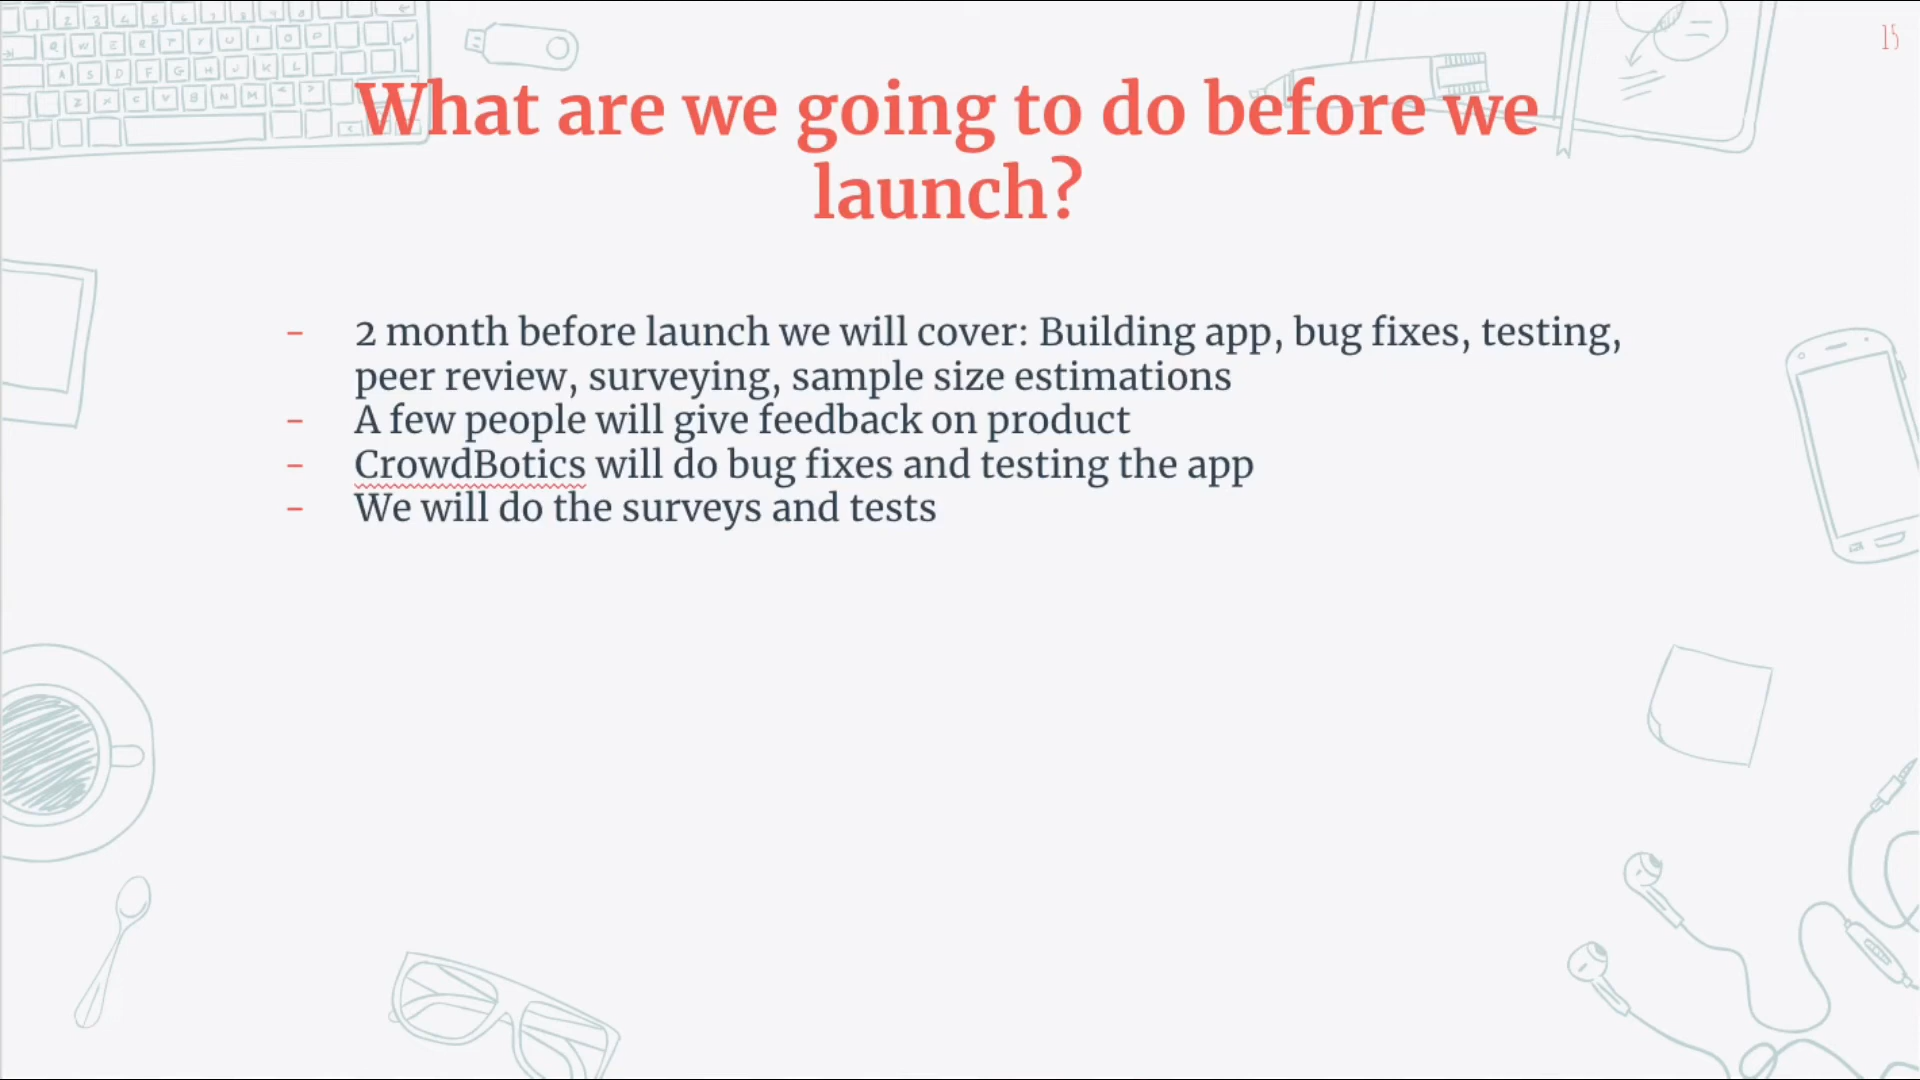 15
What are we going to do before we
launch?
- 2 month before launch we will cover: Building app, bug fixes, testing,
peer review, surveying, sample size estimations
- A few people will give feedback on product
- CrowdBotics will do bug fixes and testing the app
- We will do the surveys and tests